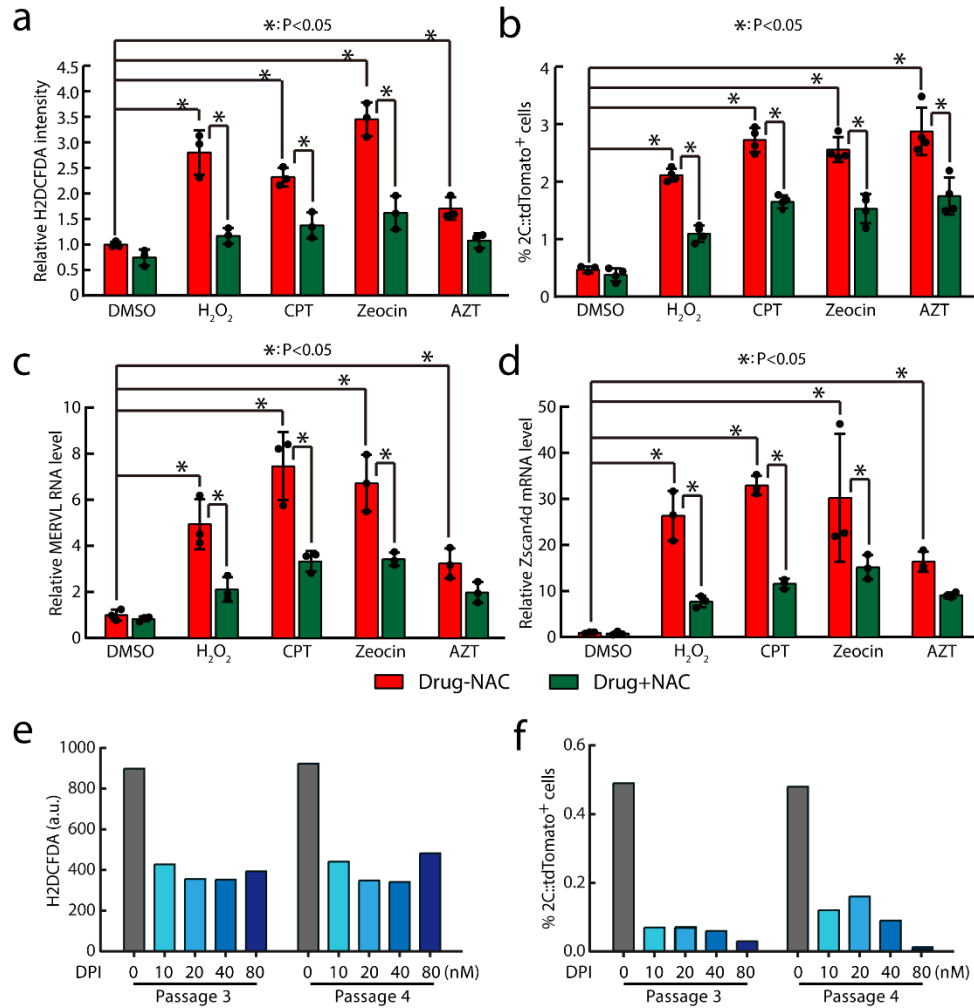 a
*: P<0.05
* * * *
* * * *
Relative H2DCFDA intensity
4.5
4.0
3.5
3.0
2.5
2.0
1.5
1.0
0.5
0
DMSO H₂O₂ CPT Zeocin AZT
b
*: P<0.05
* * * *
* * * *
% 2C::tdTomato⁺ cells
4
3
2
1
0
DMSO H₂O₂ CPT Zeocin AZT
c
*: P<0.05
* * * *
* * *
Relative MERVL RNA level
10
8
6
4
2
0
DMSO H₂O₂ CPT Zeocin AZT
d
*: P<0.05
* * * *
* * *
Relative Zscan4d mRNA level
50
40
30
20
10
0
DMSO H₂O₂ CPT Zeocin AZT
Drug-NAC Drug+NAC
e
H2DCFDA (a.u.)
1000
800
600
400
200
0
DPI 0 10 20 40 80 0 10 20 40 80 (nM)
Passage 3 Passage 4
f
% 2C::tdTomato⁺ cells
0.6
0.4
0.2
0.0
DPI 0 10 20 40 80 0 10 20 40 80 (nM)
Passage 3 Passage 4